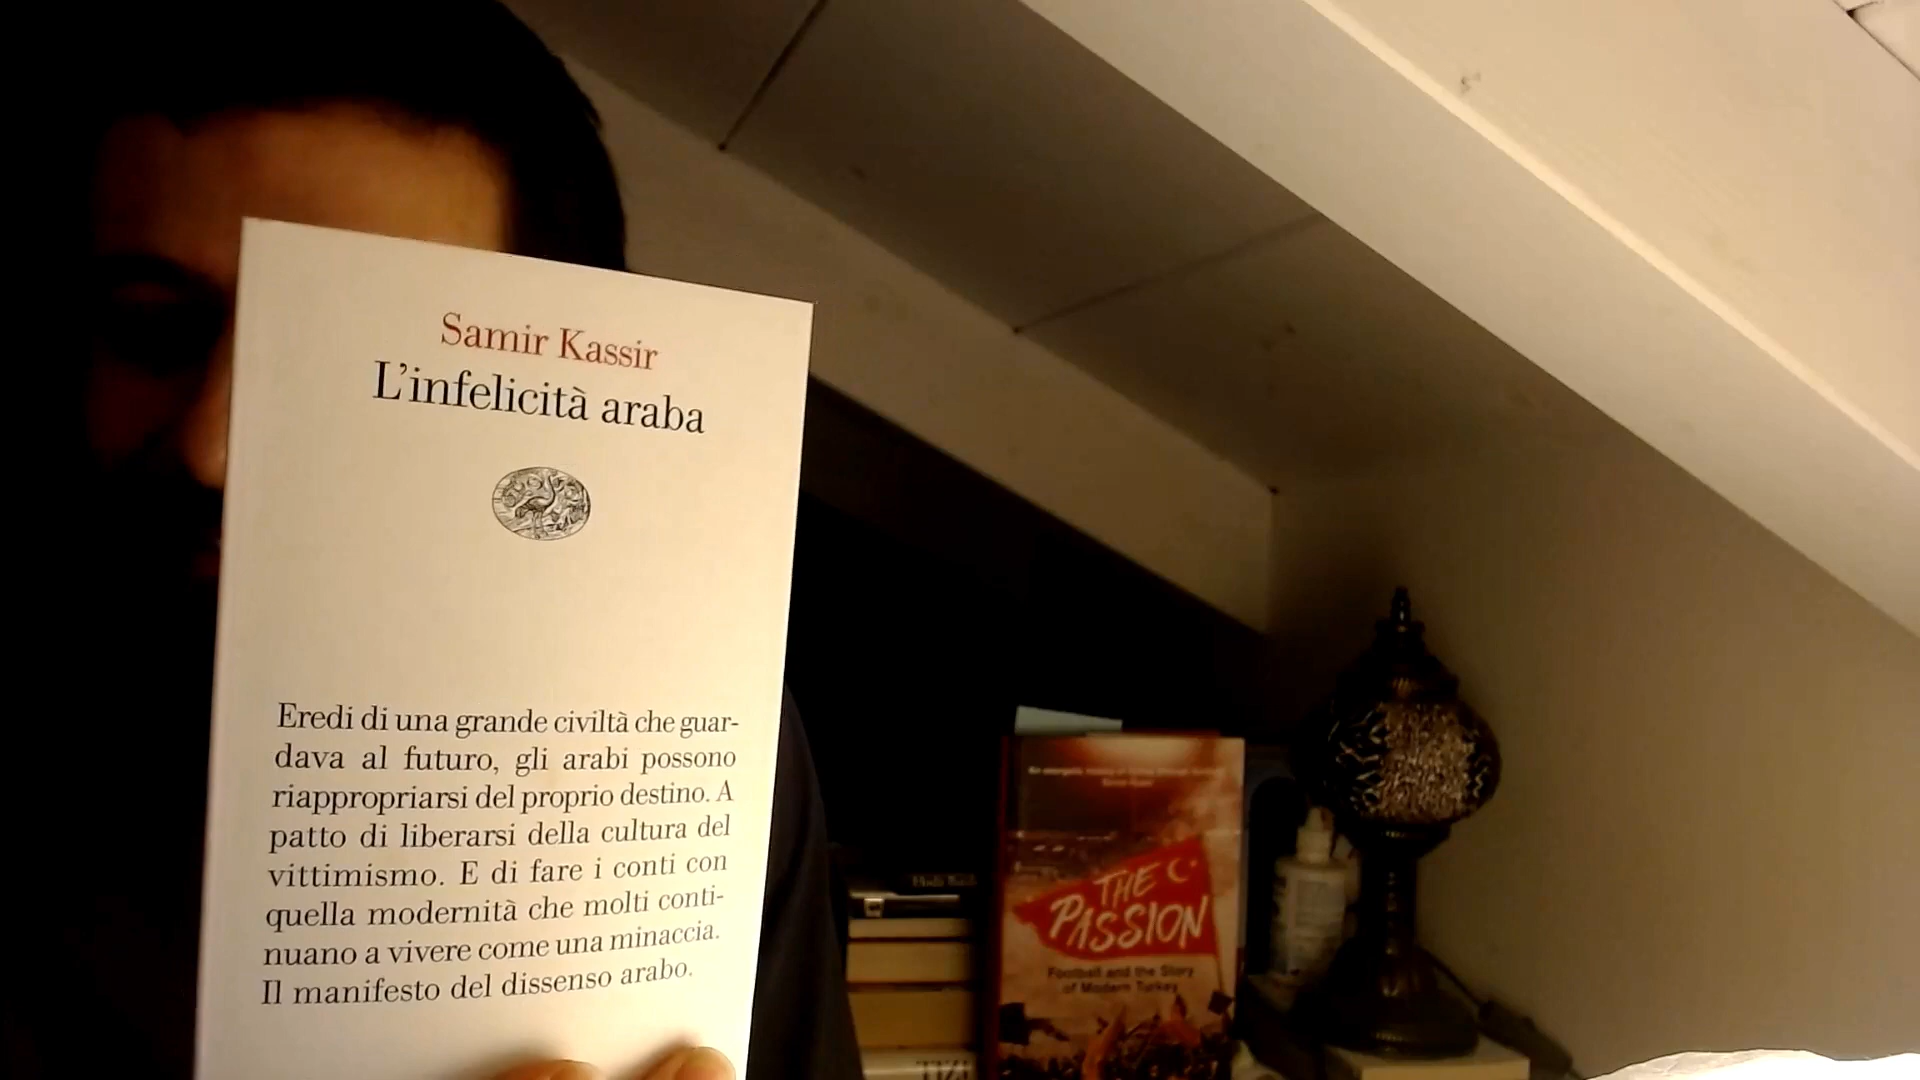 Samir Kassir
L'infelicità araba
Eredi di una grande civiltà che guar-
dava al futuro, gli arabi possono
riappropriarsi del proprio destino. A
patto di liberarsi della cultura del
vittimismo. E di fare i conti con
quella modernità che molti conti-
nuano a vivere come una minaccia.
Il manifesto del dissenso arabo.
THE
PASSION
Football and the Story
of Modern Turkey